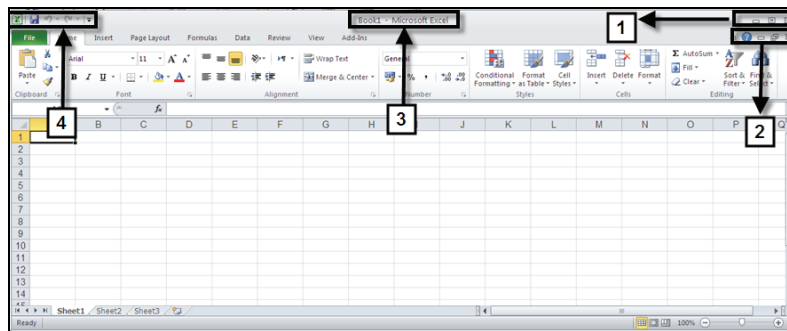 Book1 - Microsoft Excel
1
File Insert Page Layout Formulas Data Review View Add-Ins
Arial 11 A A Wrap Text General Σ AutoSum
Paste B I U A Merge & Center % , Conditional Formatting Format as Table Cell Styles Insert Delete Format Fill Clear Sort & Filter Find & Select
Clipboard Font Alignment Number Styles Cells Editing
4 3 2
fx
B C D E F G H J K L M N O P Q
1
2
3
4
5
6
7
8
9
10
11
12
13
14
Sheet1 Sheet2 Sheet3
Ready 100%